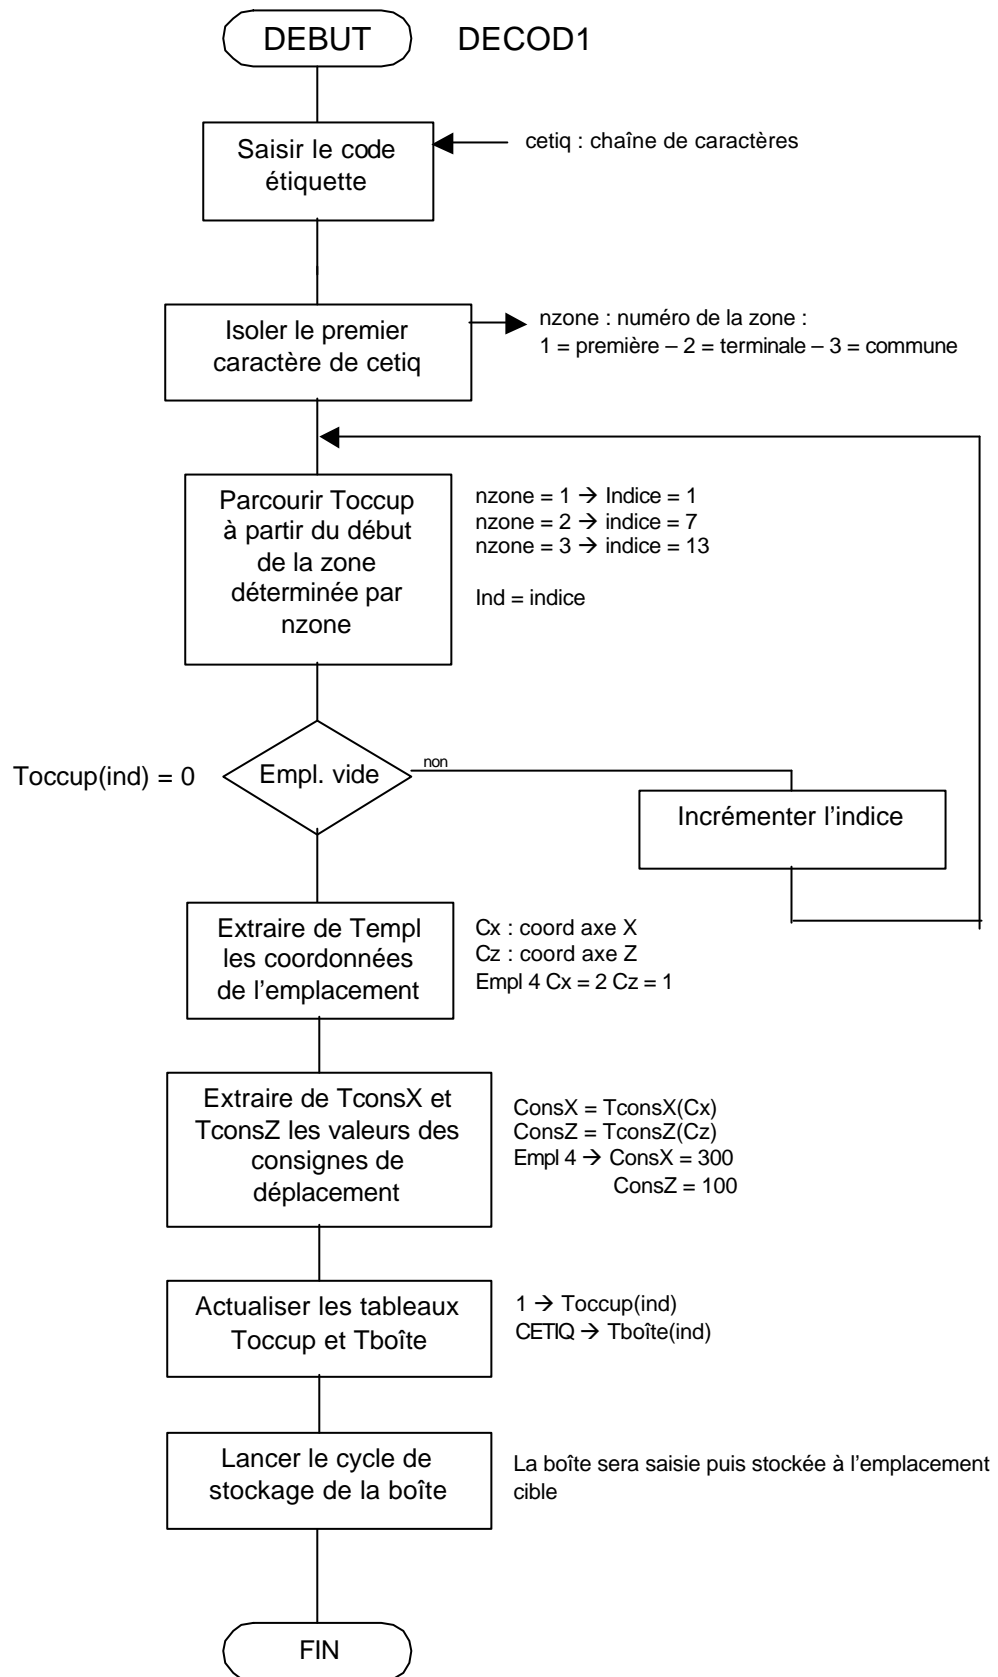 DEBUT
DECOD1
Saisir le code
étiquette
cetiq : chaîne de caractères
Isoler le premier
caractère de cetiq
nzone : numéro de la zone :
1 = première – 2 = terminale – 3 = commune
Parcourir Toccup
à partir du début
de la zone
déterminée par
nzone
nzone = 1 → Indice = 1
nzone = 2 → indice = 7
nzone = 3 → indice = 13
Ind = indice
Toccup(ind) = 0
Empl. vide
non
Incrémenter l'indice
Extraire de Templ
les coordonnées
de l'emplacement
Cx : coord axe X
Cz : coord axe Z
Empl 4 Cx = 2 Cz = 1
Extraire de TconsX et
TconsZ les valeurs des
consignes de
déplacement
ConsX = TconsX(Cx)
ConsZ = TconsZ(Cz)
Empl 4 → ConsX = 300
ConsZ = 100
Actualiser les tableaux
Toccup et Tboîte
1 → Toccup(ind)
CETIQ → Tboîte(ind)
Lancer le cycle de
stockage de la boîte
La boîte sera saisie puis stockée à l'emplacement
cible
FIN